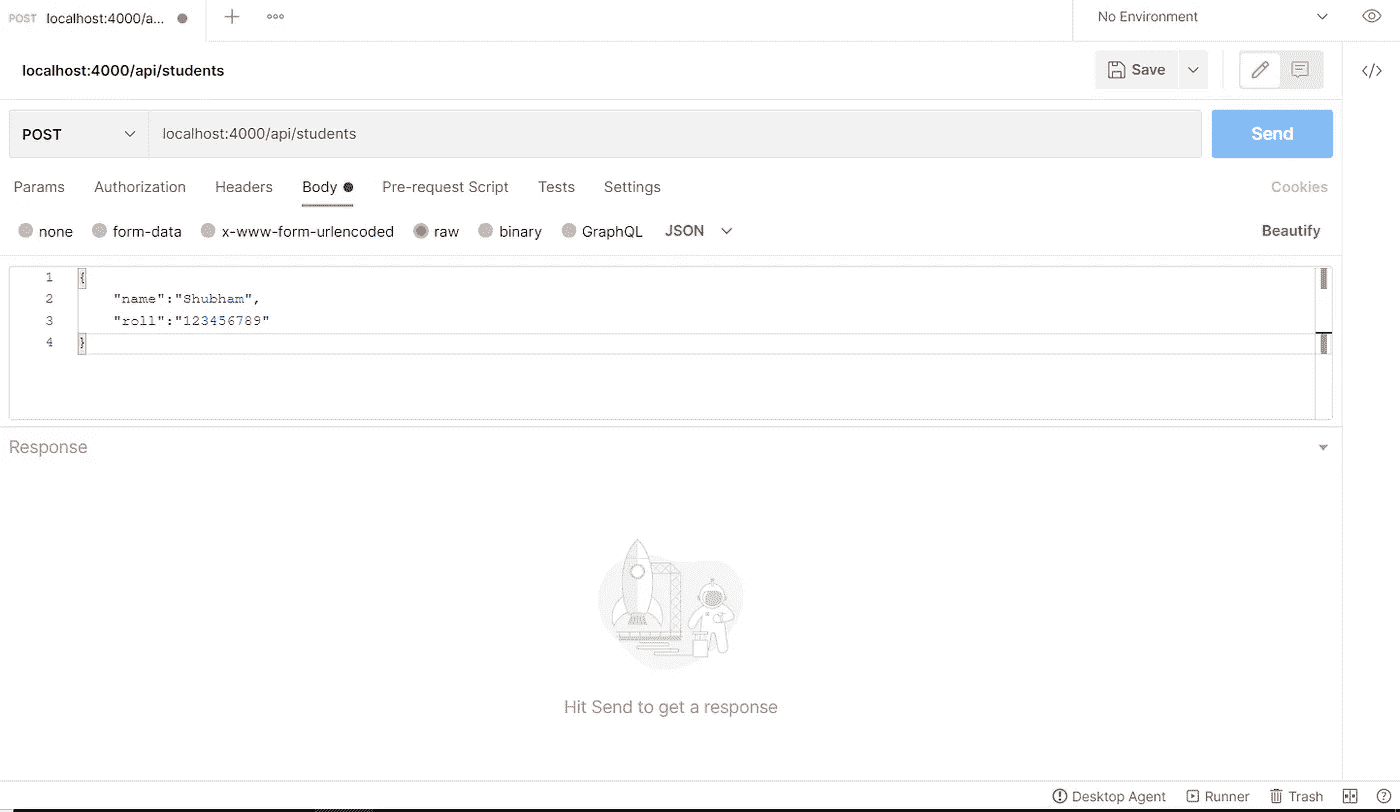 POST localhost:4000/a... No Environment
localhost:4000/api/students Save </>
POST localhost:4000/api/students Send
Params Authorization Headers Body Pre-request Script Tests Settings Cookies
none form-data x-www-form-urlencoded raw binary GraphQL JSON Beautify
1 {
2 "name":"Shubham",
3 "roll":"123456789"
4 }
Response
Hit Send to get a response
Desktop Agent Runner Trash